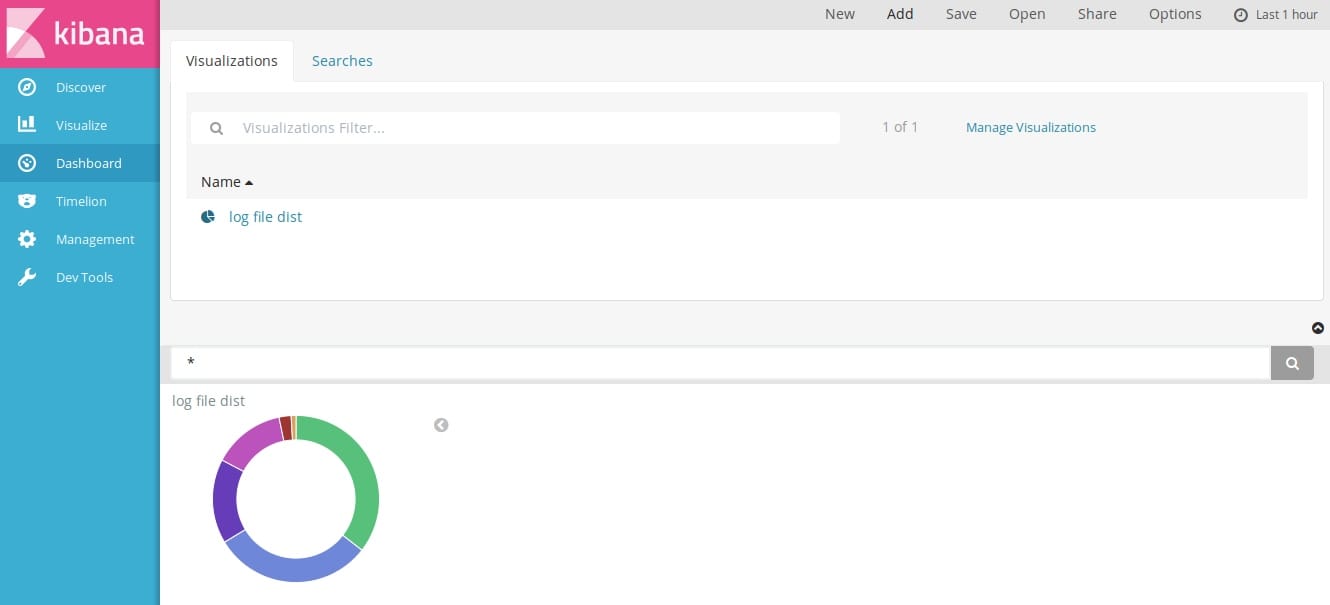 kibana
New Add Save Open Share Options Last 1 hour
Discover
Visualize
Dashboard
Timelion
Management
Dev Tools
Visualizations Searches
Visualizations Filter... 1 of 1 Manage Visualizations
Name
log file dist
*
log file dist